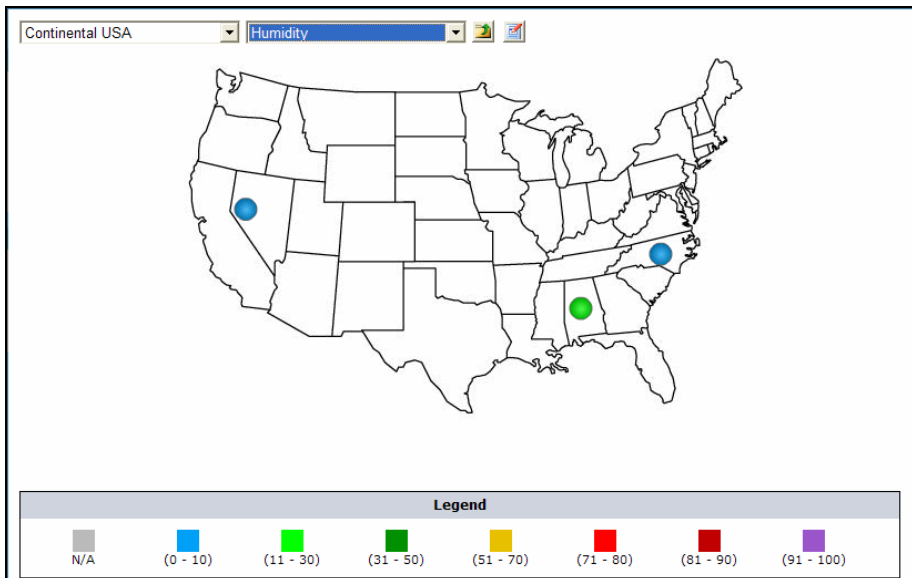 Continental USA Humidity
Legend
N/A (0 - 10) (11 - 30) (31 - 50) (51 - 70) (71 - 80) (81 - 90) (91 - 100)